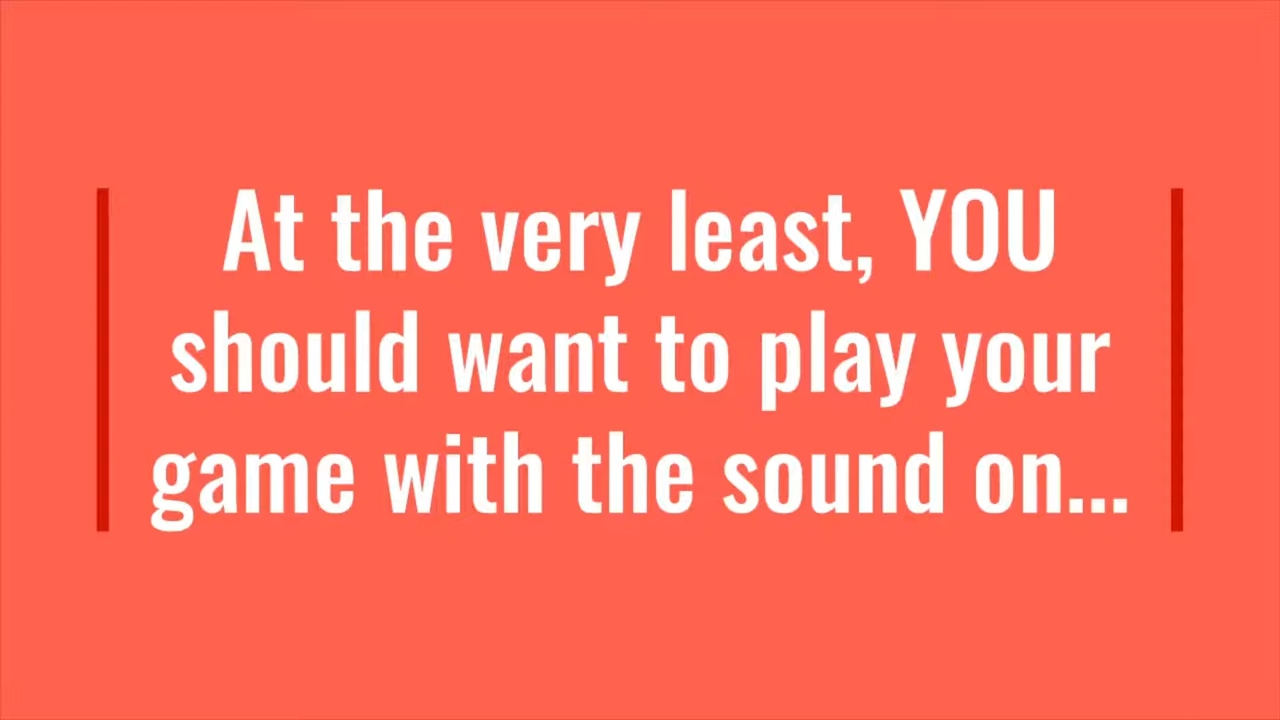 At the very least, YOU
should want to play your
game with the sound on...